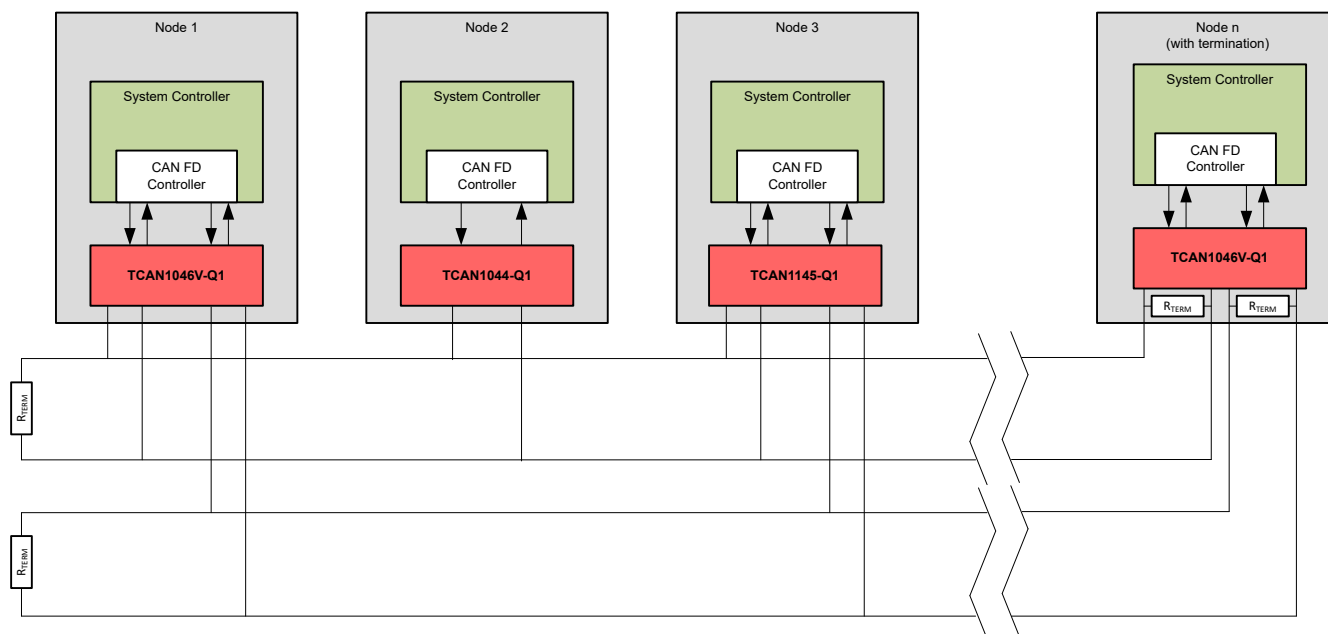 Node 1
System Controller
CAN FD
Controller
TCAN1046V-Q1
Node 2
System Controller
CAN FD
Controller
TCAN1044-Q1
Node 3
System Controller
CAN FD
Controller
TCAN1145-Q1
Node n
(with termination)
System Controller
CAN FD
Controller
TCAN1046V-Q1
RTERM
RTERM
RTERM
RTERM